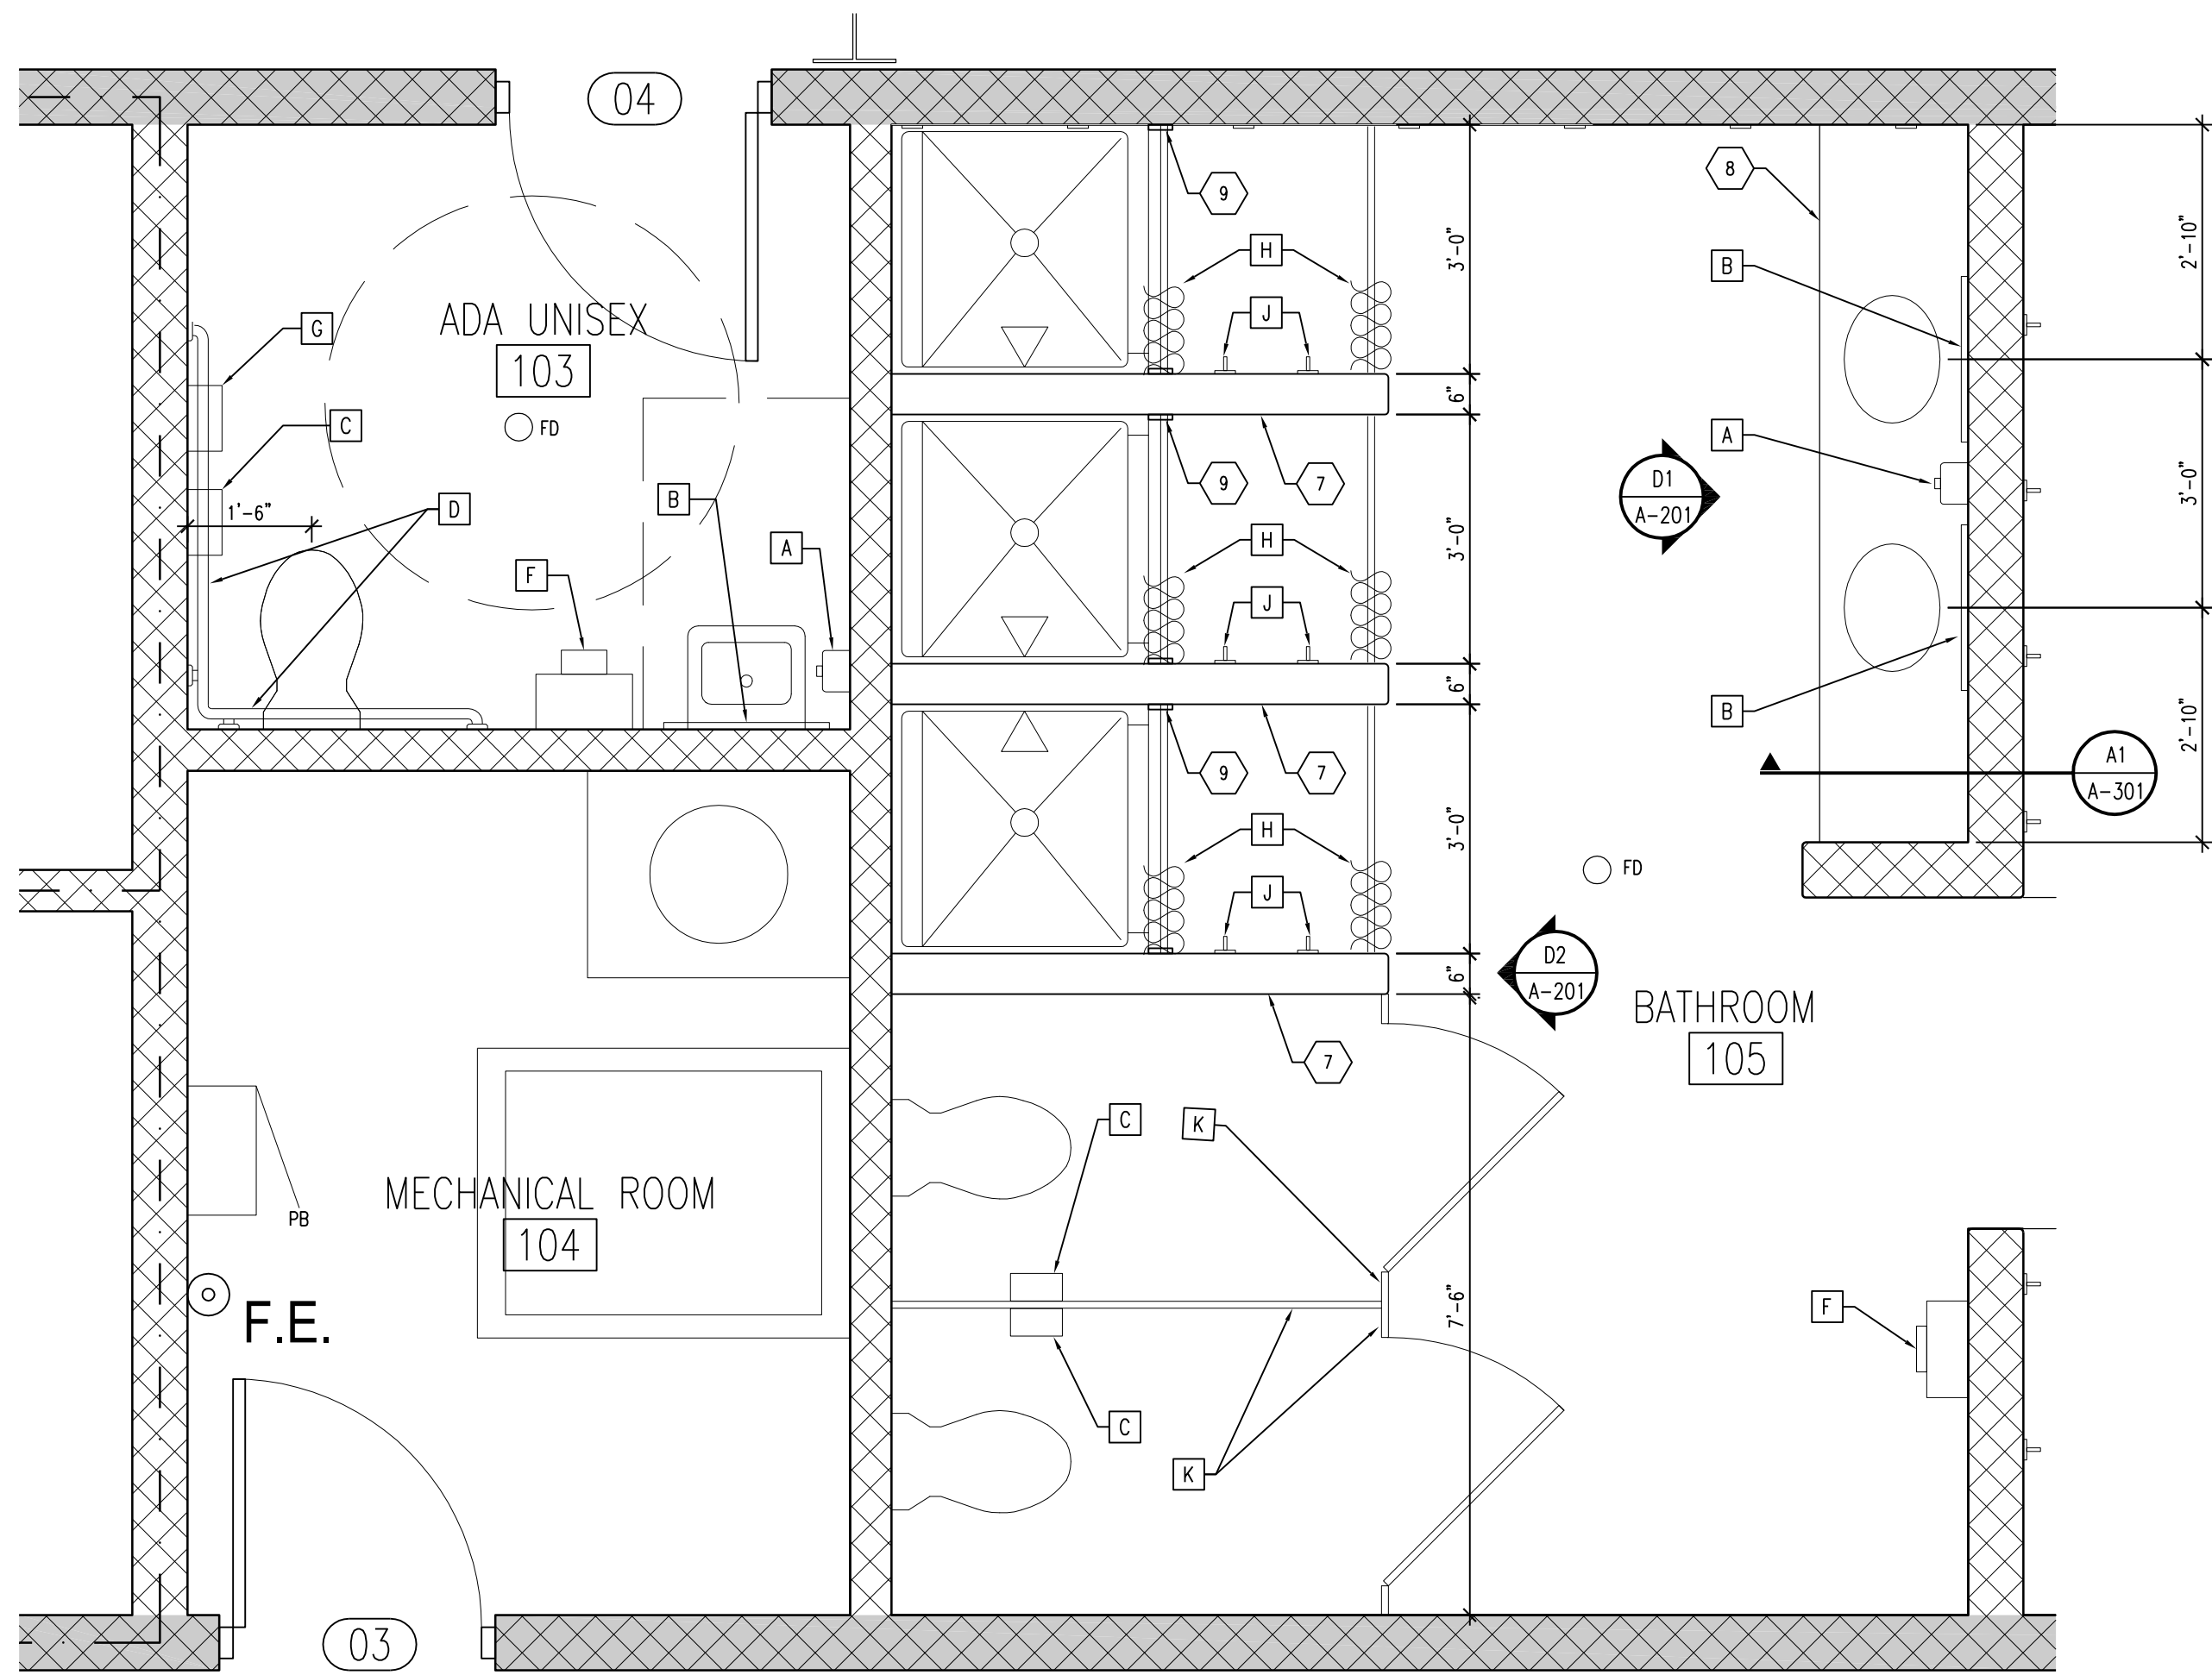 04
9
8
3'-0"
2'-10"
H
B
J
G
ADA UNISEX
103
C
FD
6"
A
D
1'-6"
B
9
7
D1
A-201
3'-0"
F
A
H
3'-0"
J
6"
B
2'-10"
9
7
A1
A-301
H
3'-0"
J
FD
D2
A-201
6"
BATHROOM
105
7
C
K
MECHANICAL ROOM
104
PB
F.E.
7'-6"
F
C
K
03